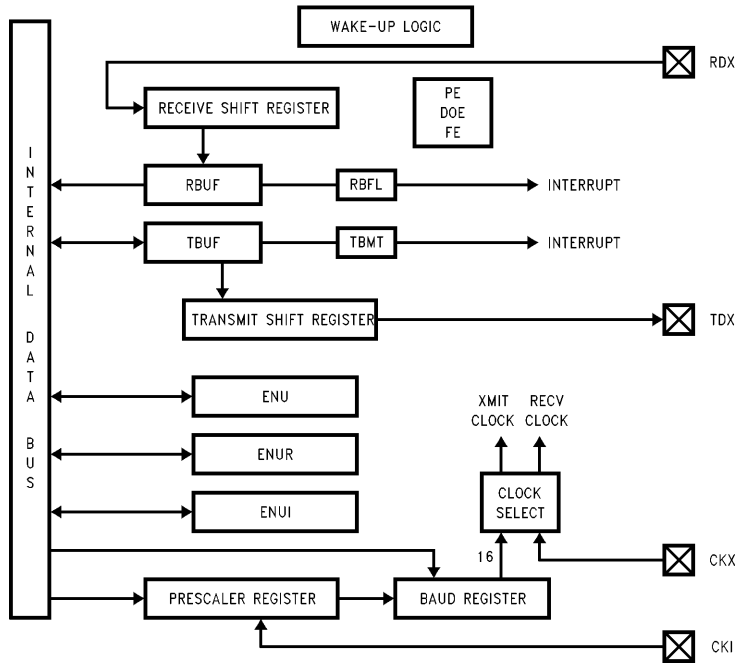 WAKE-UP LOGIC
RDX
RECEIVE SHIFT REGISTER
PE
DOE
FE
INTERNAL DATA BUS
RBUF
RBFL
INTERRUPT
TBUF
TBMT
INTERRUPT
TRANSMIT SHIFT REGISTER
TDX
ENU
XMIT CLOCK
RECV CLOCK
ENUR
CLOCK
SELECT
ENUI
16
CKX
PRESCALER REGISTER
BAUD REGISTER
CKI